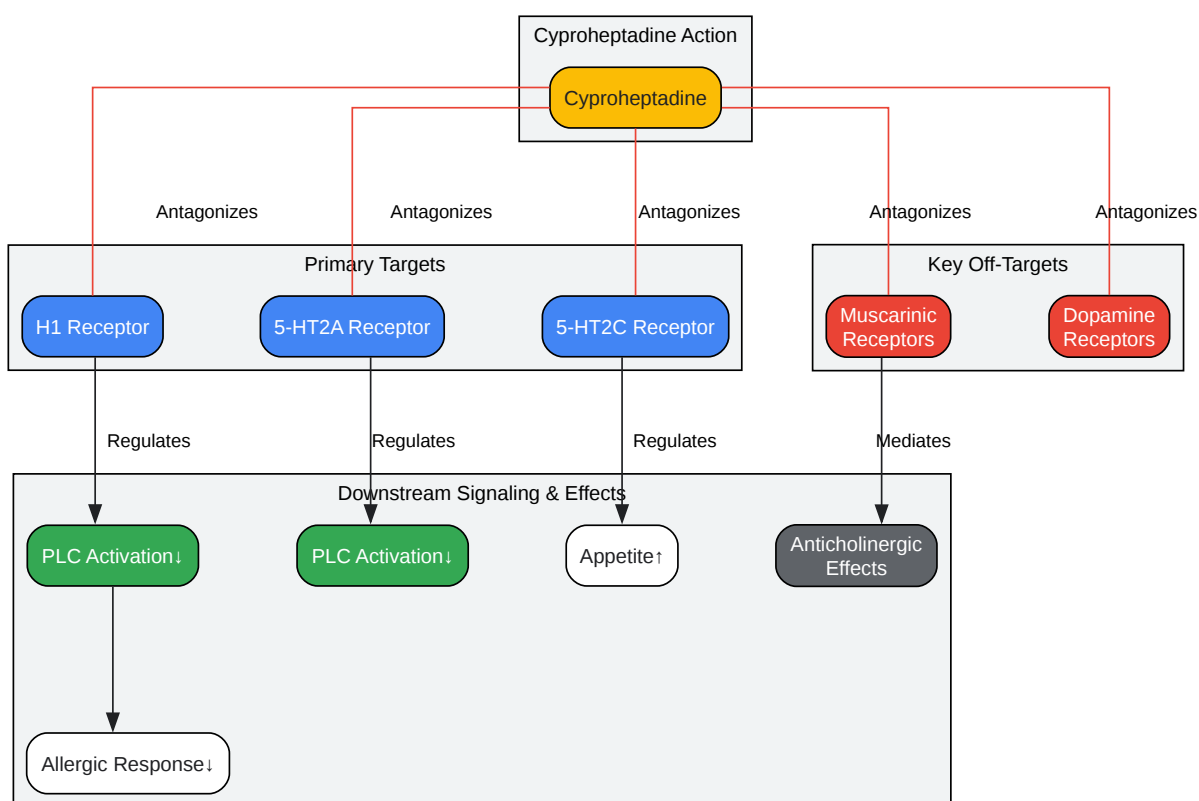 Cyproheptadine Action
Cyproheptadine
Antagonizes
Antagonizes
Antagonizes
Antagonizes
Antagonizes
Primary Targets
Key Off-Targets
H1 Receptor
5-HT2A Receptor
5-HT2C Receptor
Muscarinic
Receptors
Dopamine
Receptors
Regulates
Regulates
Regulates
Mediates
Downstream Signaling & Effects
PLC Activation↓
PLC Activation↓
Appetite↑
Anticholinergic
Effects
Allergic Response↓